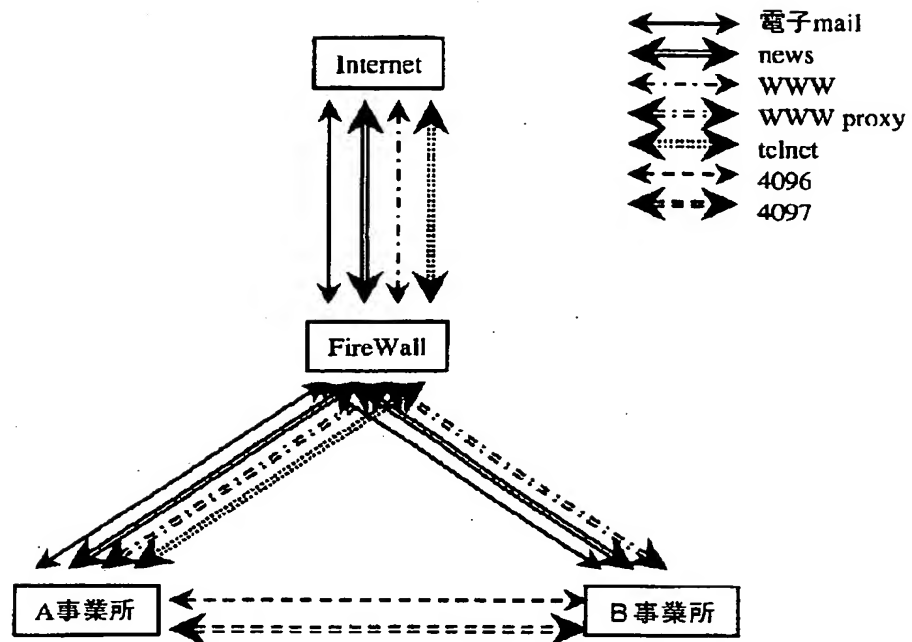 電子mail
news
WWW
WWW proxy
telnet
4096
4097
Internet
FireWall
A事業所
B事業所